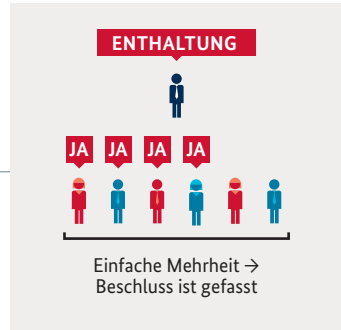 ENTHALTUNG
JA JA JA JA
Einfache Mehrheit →
Beschluss ist gefasst